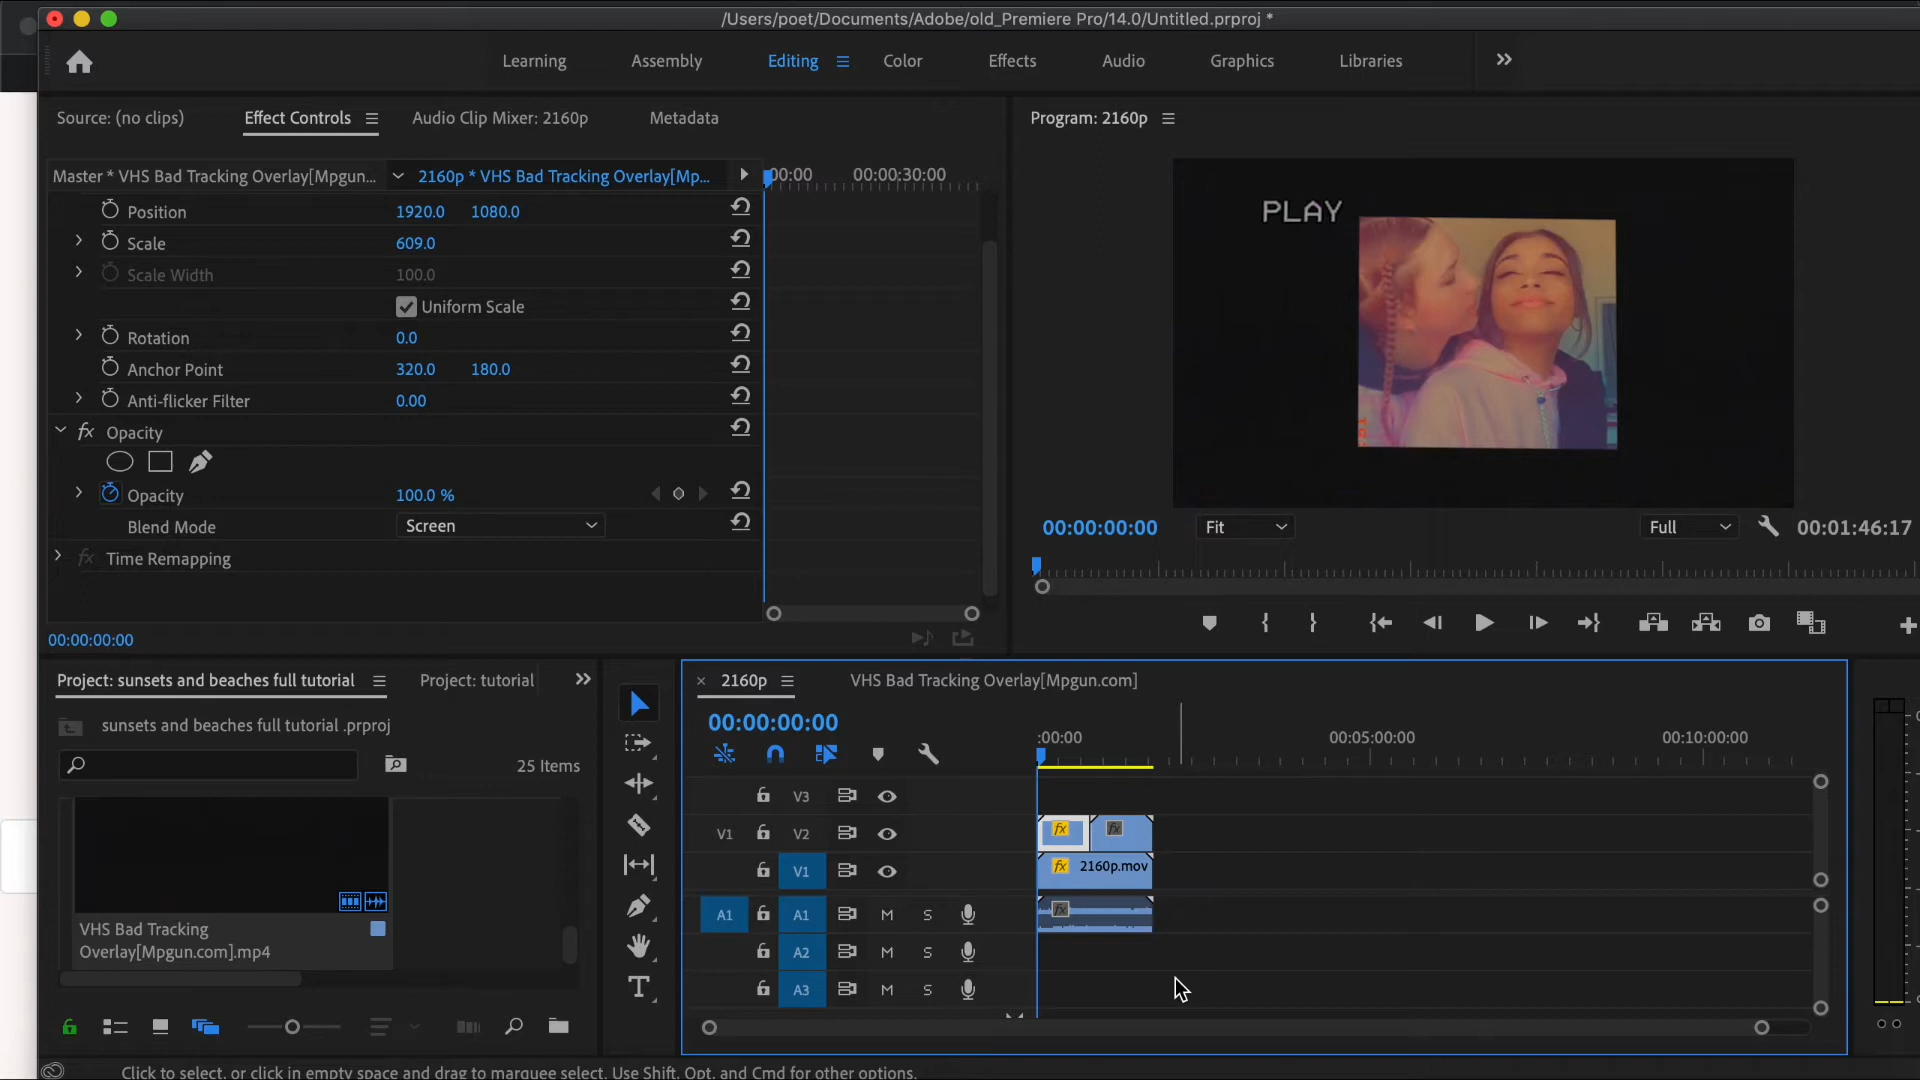 /Users/poet/Documents/Adobe/old_Premiere Pro/14.0/Untitled.prproj *
Learning Assembly Editing Color Effects Audio Graphics Libraries
Source: (no clips) Effect Controls Audio Clip Mixer: 2160p Metadata
Program: 2160p
Master * VHS Bad Tracking Overlay[Mpgun... 2160p * VHS Bad Tracking Overlay[Mp... :00:00 00:00:30:00
Position 1920.0 1080.0
Scale 609.0
Scale Width 100.0
Uniform Scale
Rotation 0.0
Anchor Point 320.0 180.0
Anti-flicker Filter 0.00
fx Opacity
Opacity 100.0 %
Blend Mode Screen
fx Time Remapping
00:00:00:00
PLAY
00:00:00:00 Fit Full 00:01:46:17
Project: sunsets and beaches full tutorial Project: tutorial
sunsets and beaches full tutorial .prproj
25 Items
VHS Bad Tracking
Overlay[Mpgun.com].mp4
× 2160p VHS Bad Tracking Overlay[Mpgun.com]
00:00:00:00
:00:00 00:05:00:00 00:10:00:00
V3
V1 V2 fx fx
V1 fx 2160p.mov
A1 A1 M S fx
A2 M S
A3 M S
Click to select, or click in empty space and drag to marquee select. Use Shift, Opt, and Cmd for other options.